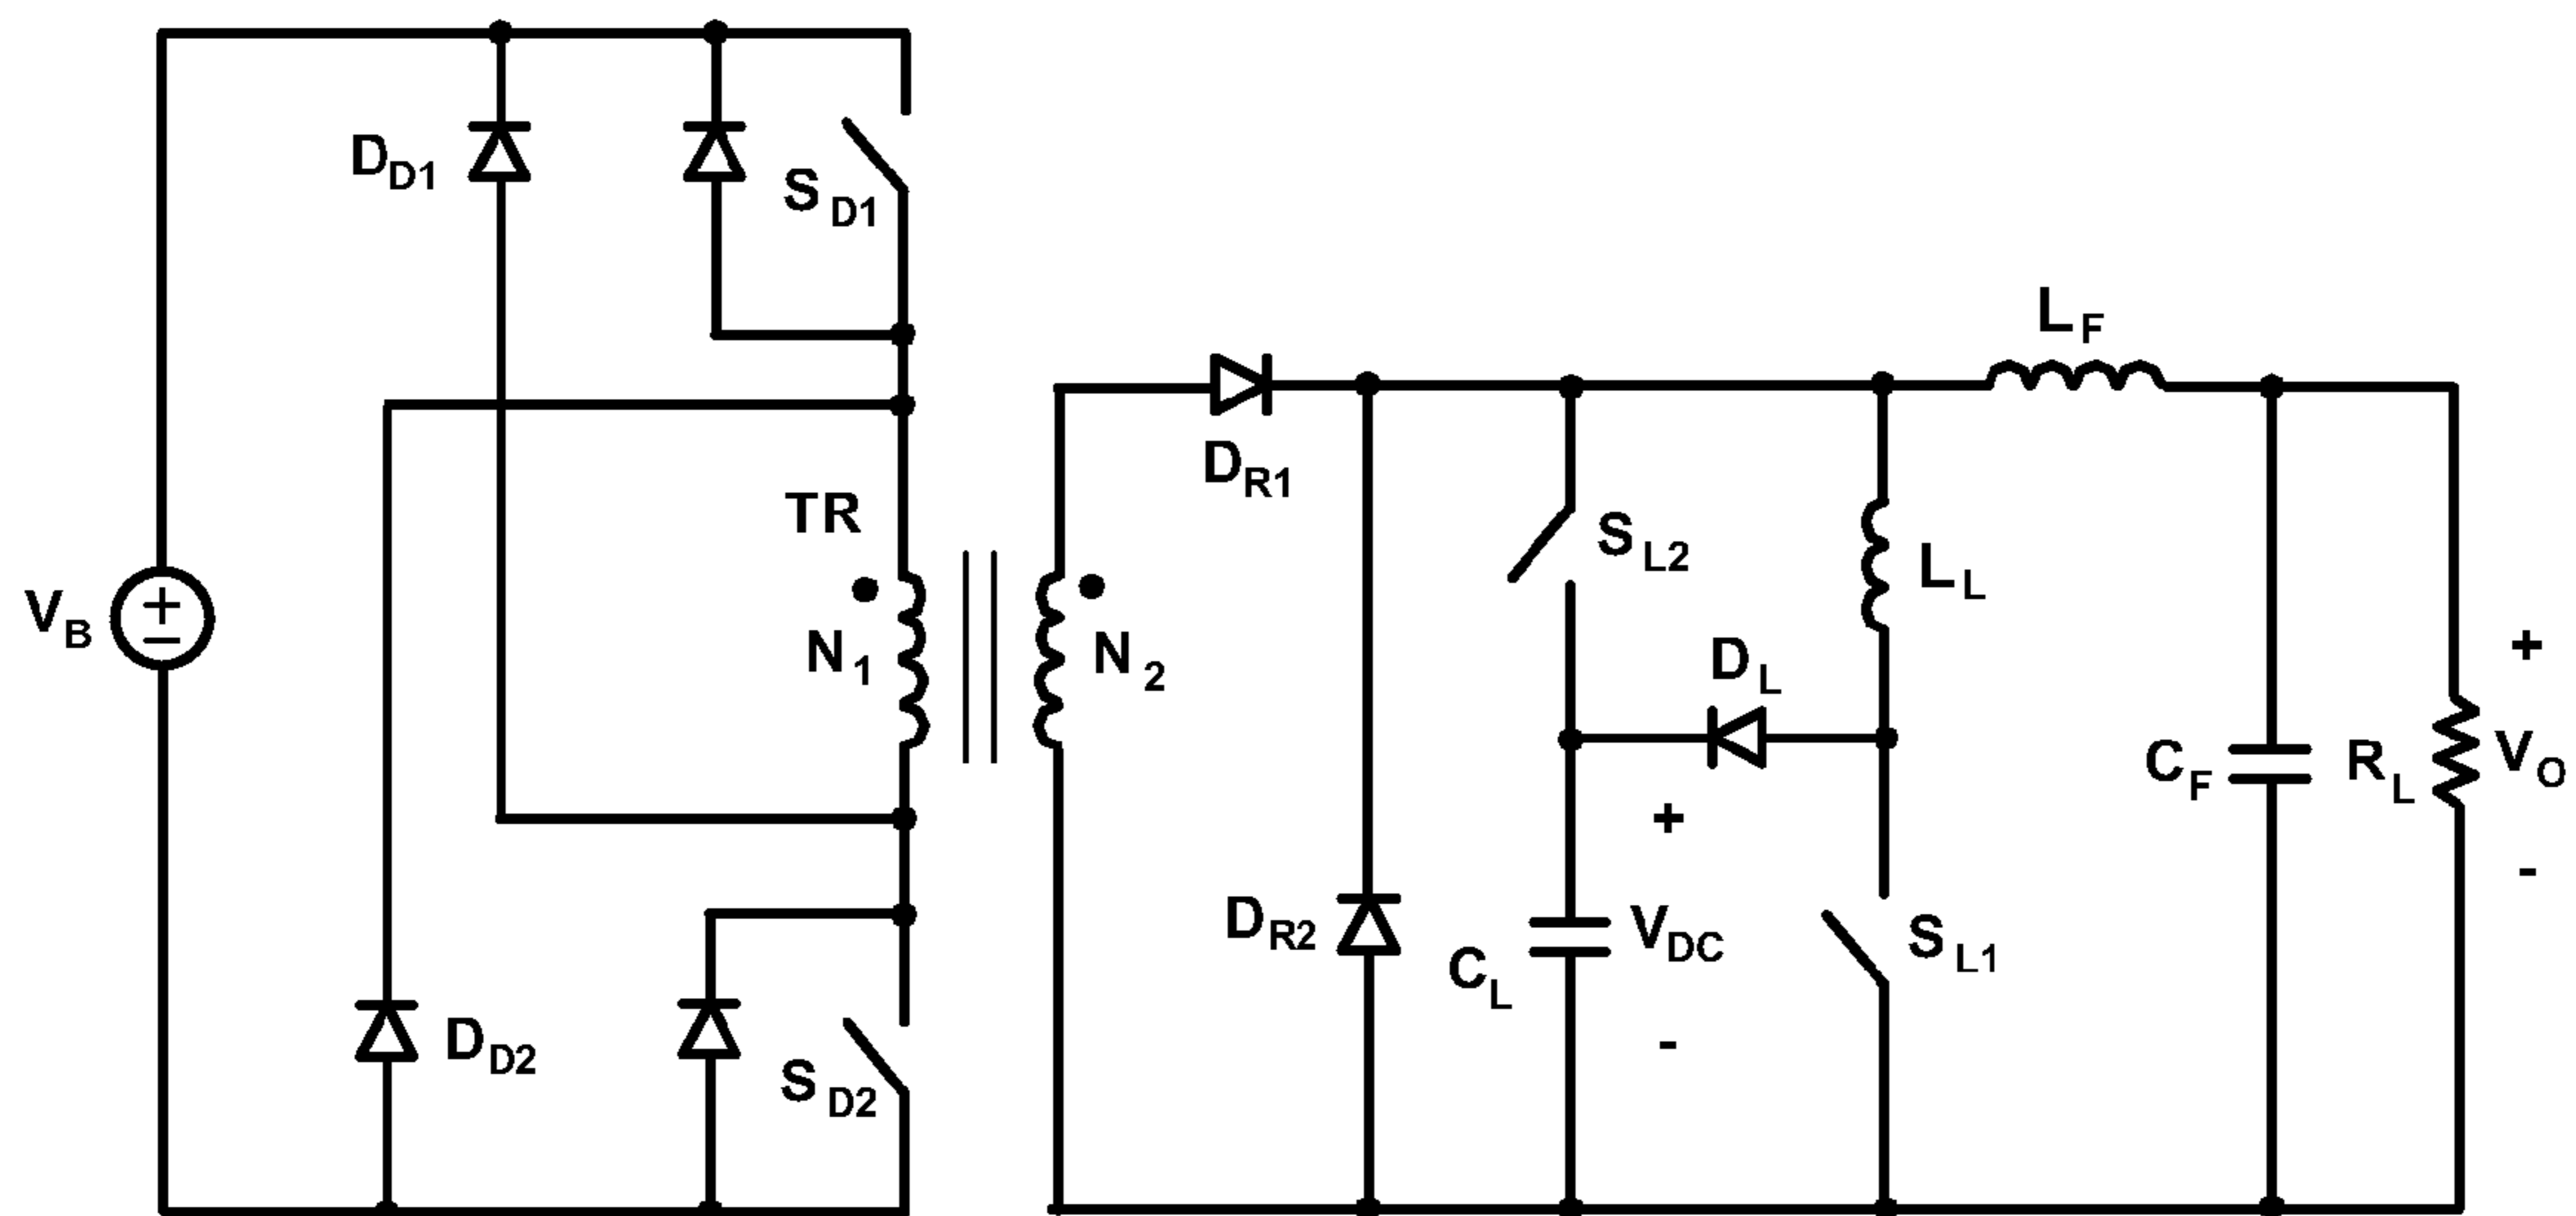 D_D1
S_D1
L_F
D_R1
TR
S_L2
L_L
V_B
+
−
N_1
N_2
D_L
+
V_O
-
C_F
R_L
+
V_DC
-
D_R2
C_L
S_L1
D_D2
S_D2